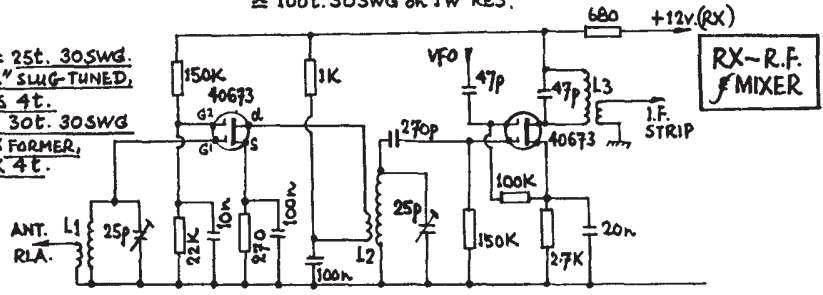 ≏ 100t. 30SWG on 1W RES.
= 25t. 30SWG.
" SLUG-TUNED,
4t.
30t. 30SWG
FORMER,
4t.
680
+12v.(RX)
RX~R.F.
& MIXER
150K
1K
VFO
47p
47p
L3
I.F.
STRIP
G2
40673
d
G1
S
270p
40673
100K
ANT.
RLA.
L1
25p
22K
10n
270
100n
100n
L2
25p
150K
2.7K
20n